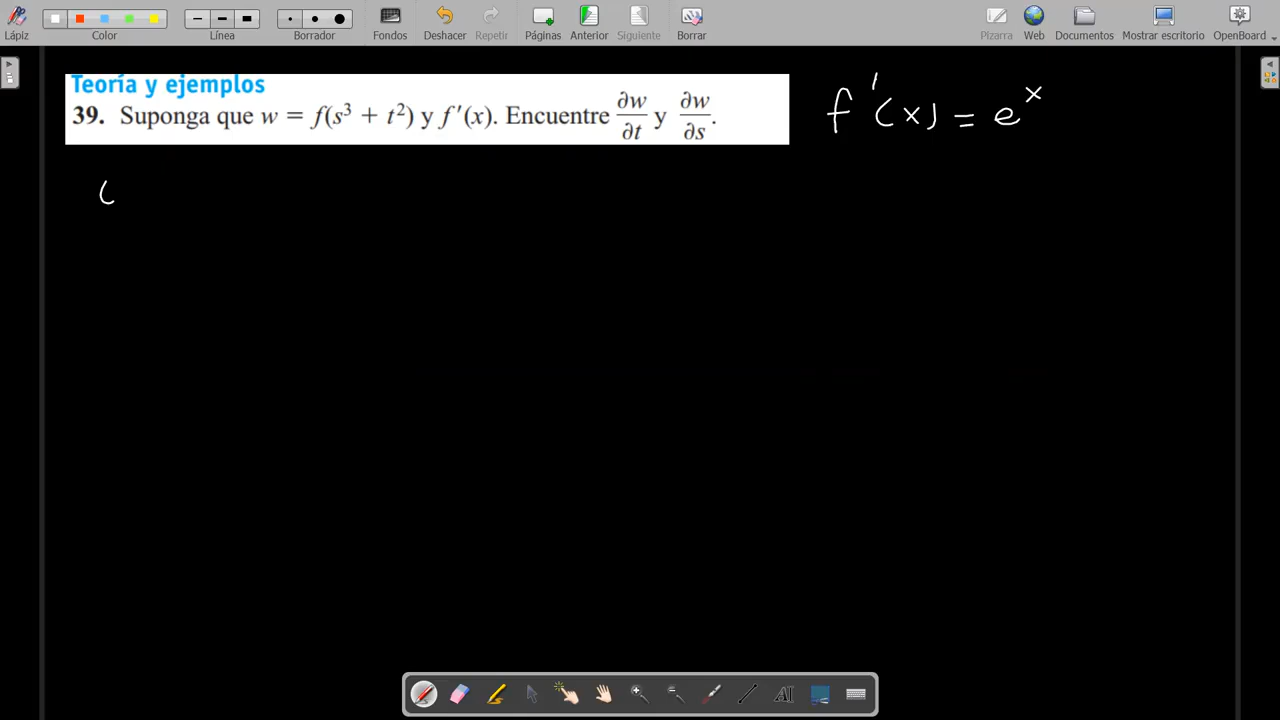 Color Línea Borrador Fondos Deshacer Repetir Páginas Anterior Siguiente Borrar Lápiz Pizarra Web Documentos Mostrar escritorio OpenBoard
Teoría y ejemplos
39. Suponga que w = f(s³ + t²) y f′(x). Encuentre ∂w/∂t y ∂w/∂s.
f'(x) = e^x
(
AI